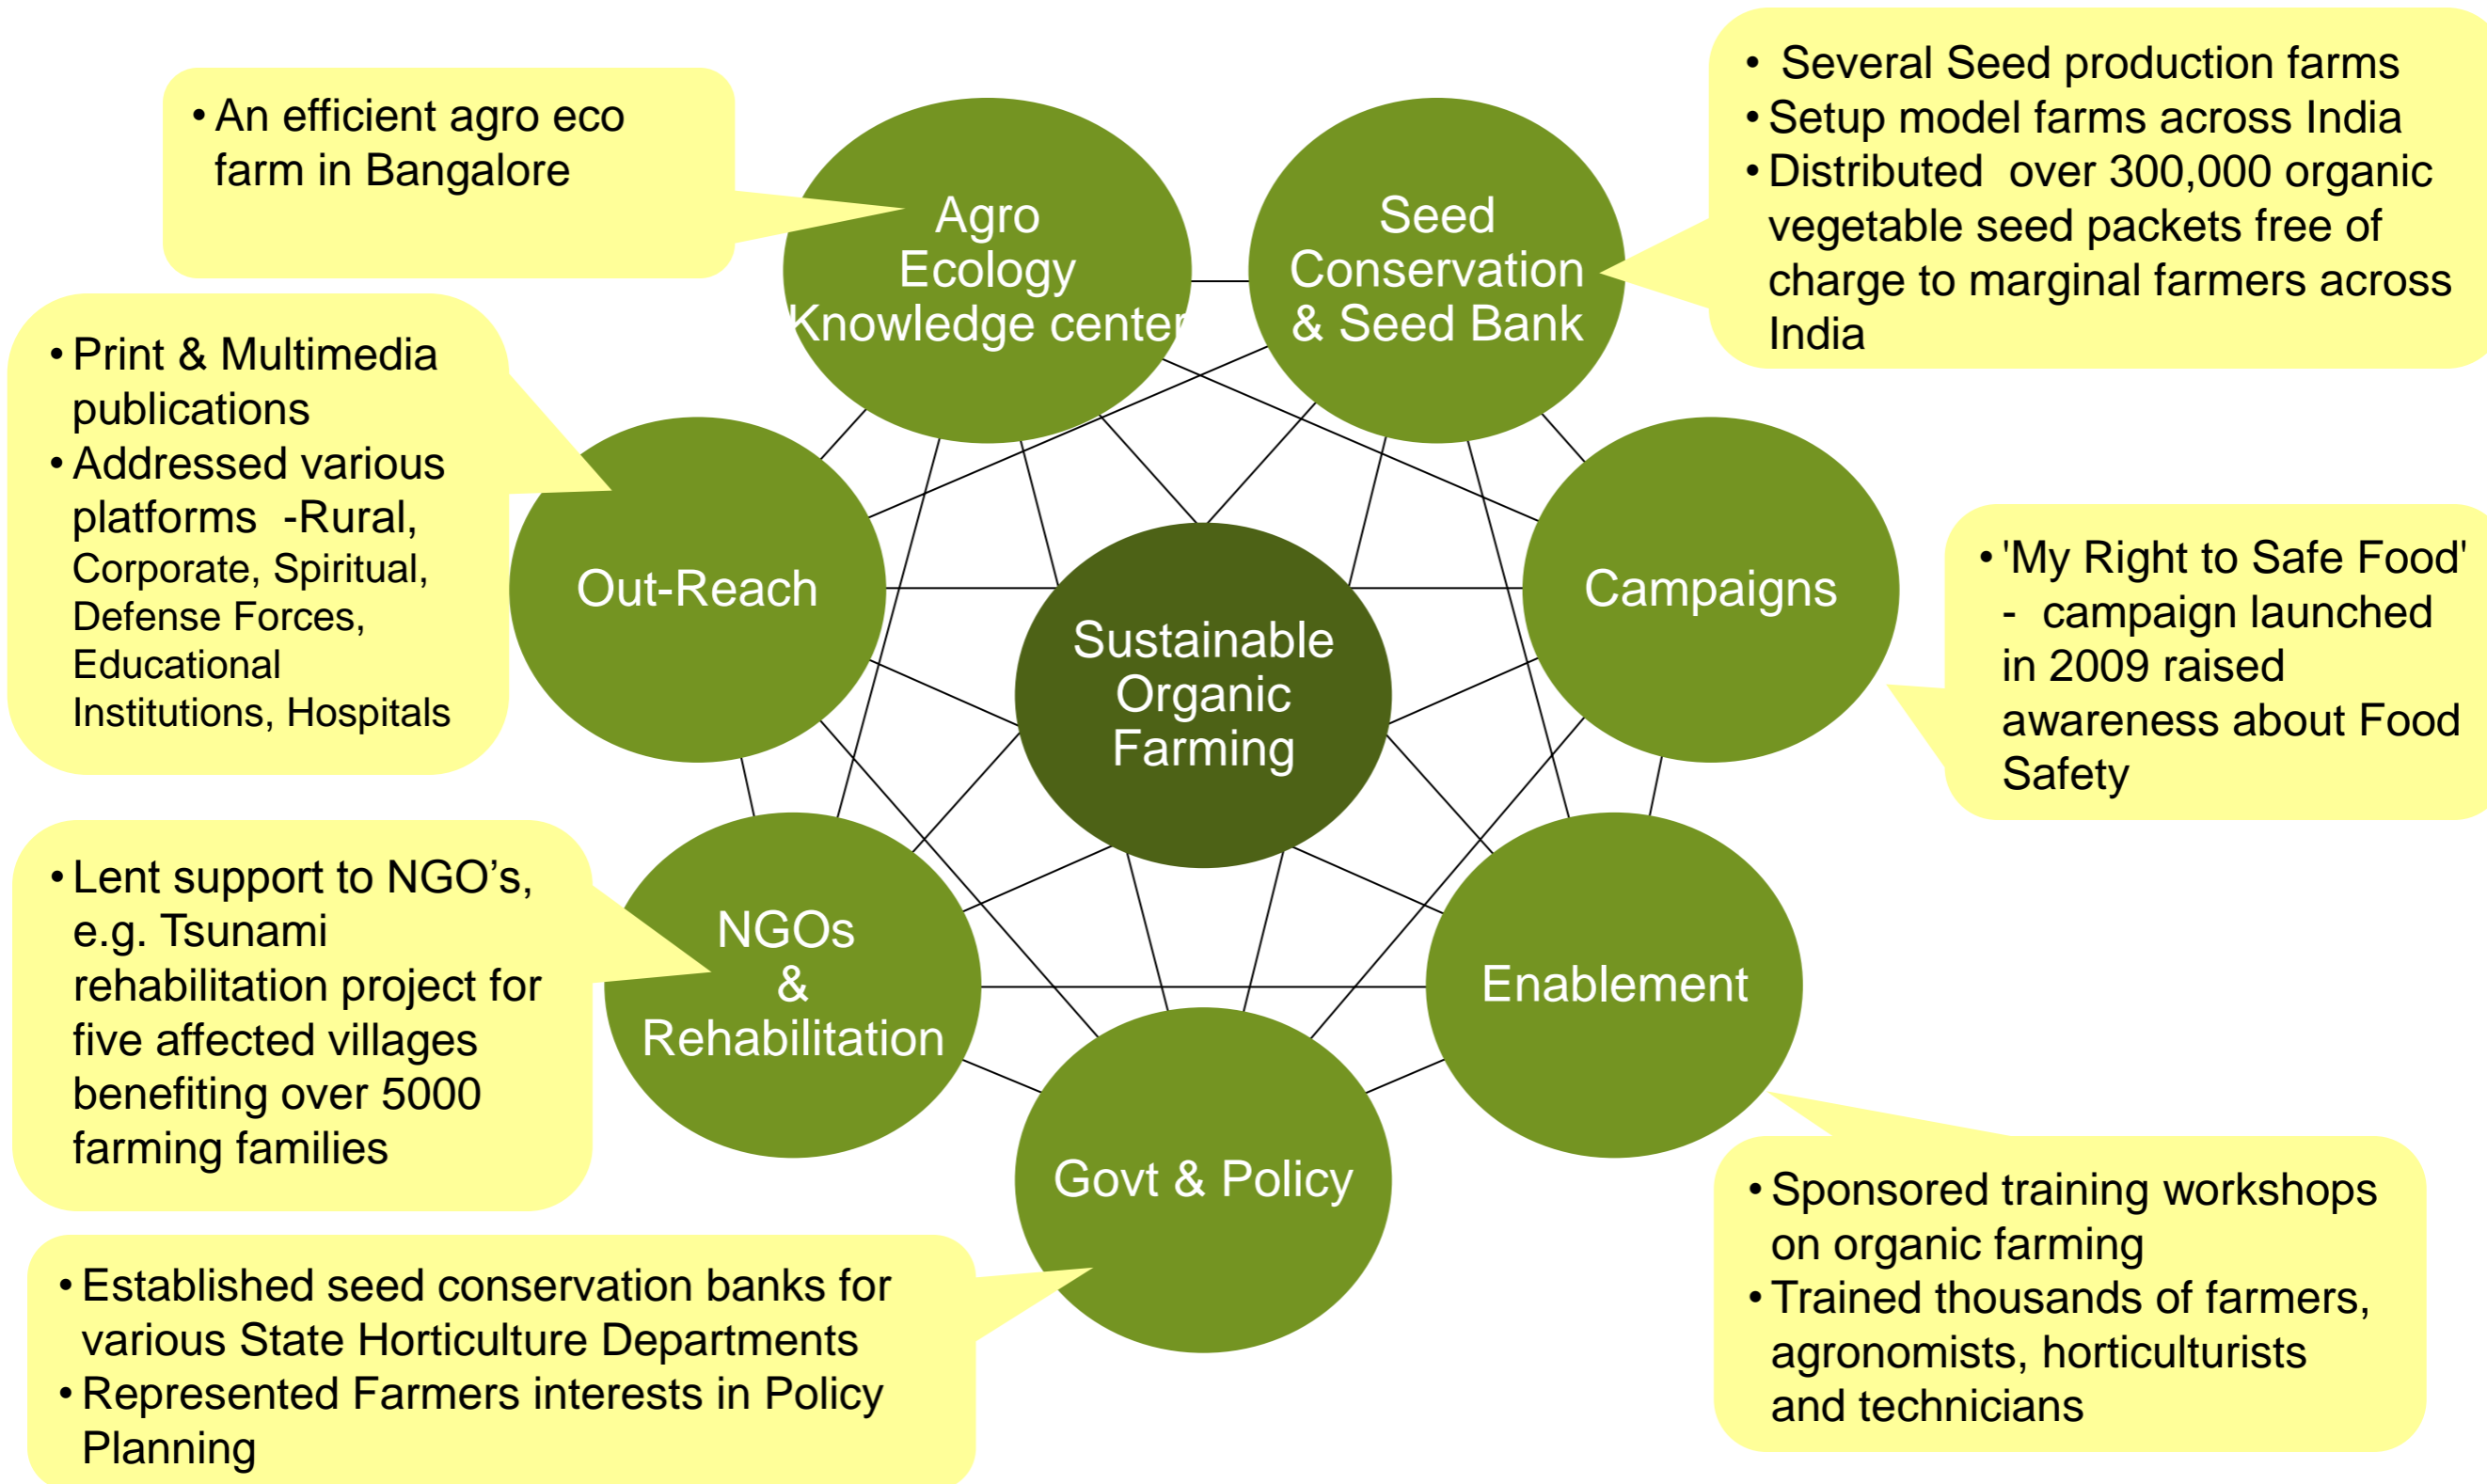 • An efficient agro eco
farm in Bangalore
Agro
Ecology
Knowledge center
Seed
Conservation
& Seed Bank
• Several Seed production farms
• Setup model farms across India
• Distributed over 300,000 organic
vegetable seed packets free of
charge to marginal farmers across
India
• Print & Multimedia
publications
• Addressed various
platforms -Rural,
Corporate, Spiritual,
Defense Forces,
Educational
Institutions, Hospitals
Out-Reach
Sustainable
Organic
Farming
Campaigns
• 'My Right to Safe Food'
- campaign launched
in 2009 raised
awareness about Food
Safety
• Lent support to NGO’s,
e.g. Tsunami
rehabilitation project for
five affected villages
benefiting over 5000
farming families
NGOs
&
Rehabilitation
Enablement
Govt & Policy
• Established seed conservation banks for
various State Horticulture Departments
• Represented Farmers interests in Policy
Planning
• Sponsored training workshops
on organic farming
• Trained thousands of farmers,
agronomists, horticulturists
and technicians